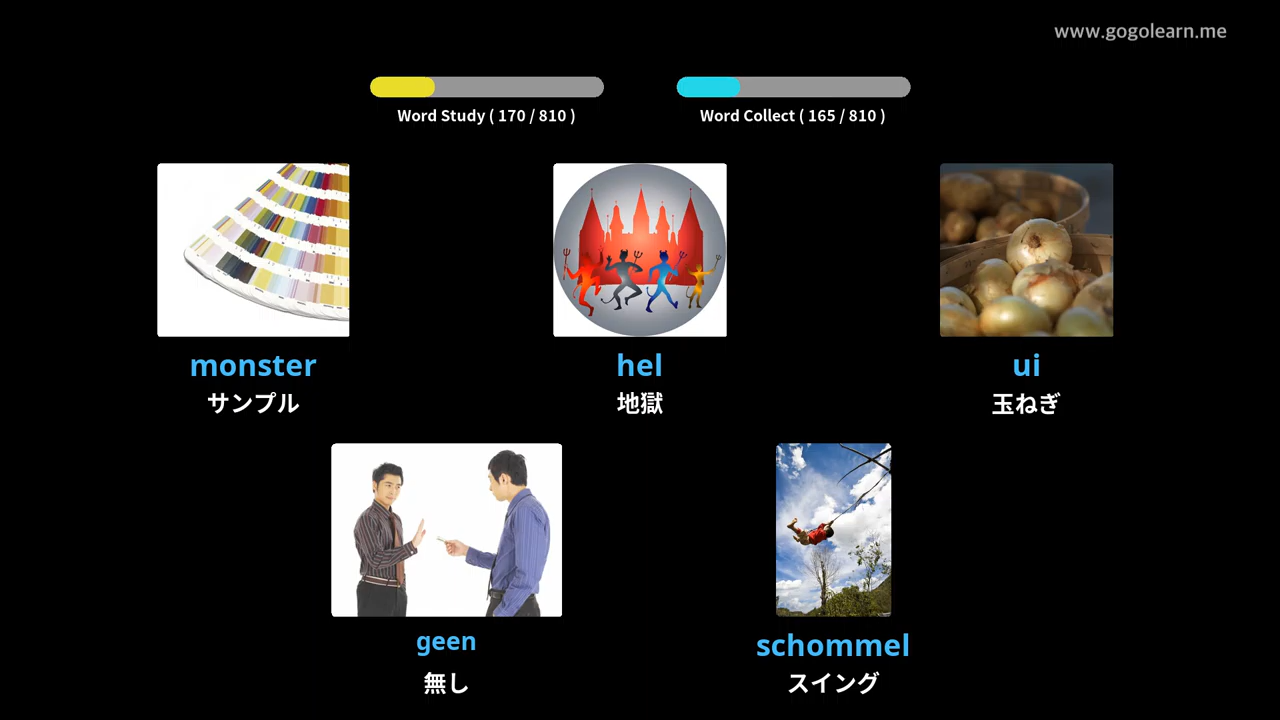 www.gogolearn.me
Word Study ( 170 / 810 )
Word Collect ( 165 / 810 )
monster
サンプル
hel
地獄
ui
玉ねぎ
geen
無し
schommel
スイング